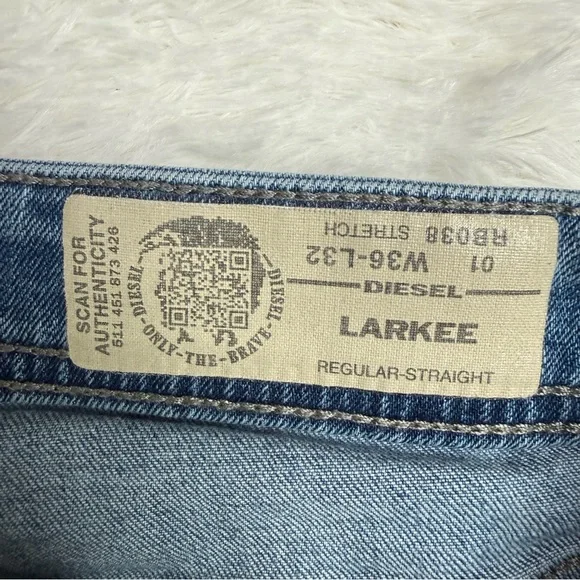 SCAN FOR
AUTHENTICITY
511 451 873 426
DIESEL
·ONLY·THE·BRAVE·
DIESEL
RB038 STRETCH
01 W36-L32
DIESEL
LARKEE
REGULAR-STRAIGHT